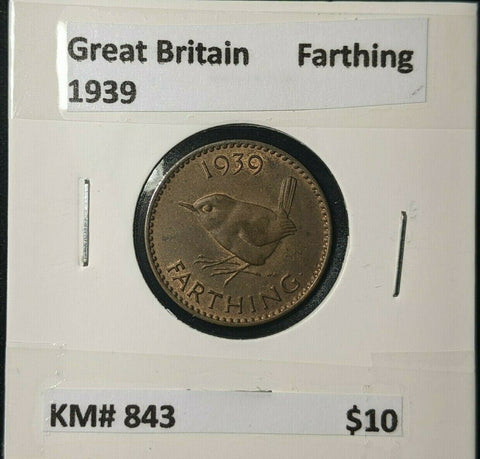 Great Britain Farthing
1939
1939
FARTHING
KM# 843 $10